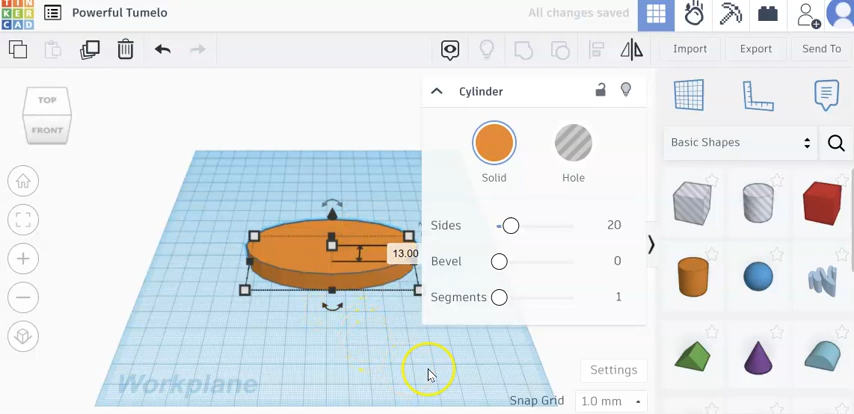 TIN
KER
CAD
Powerful Tumelo
All changes saved
Import
Export
Send To
TOP
FRONT
Cylinder
Solid
Hole
Sides
20
Bevel
0
Segments
1
13.00
Basic Shapes
Workplane
Settings
Snap Grid
1.0 mm